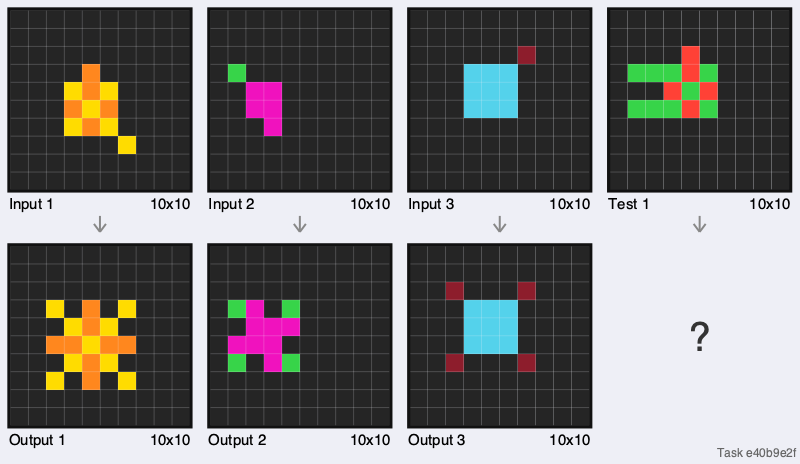 Input 1 10x10
Input 2 10x10
Input 3 10x10
Test 1 10x10
?
Output 1 10x10
Output 2 10x10
Output 3 10x10
Task e40b9e2f